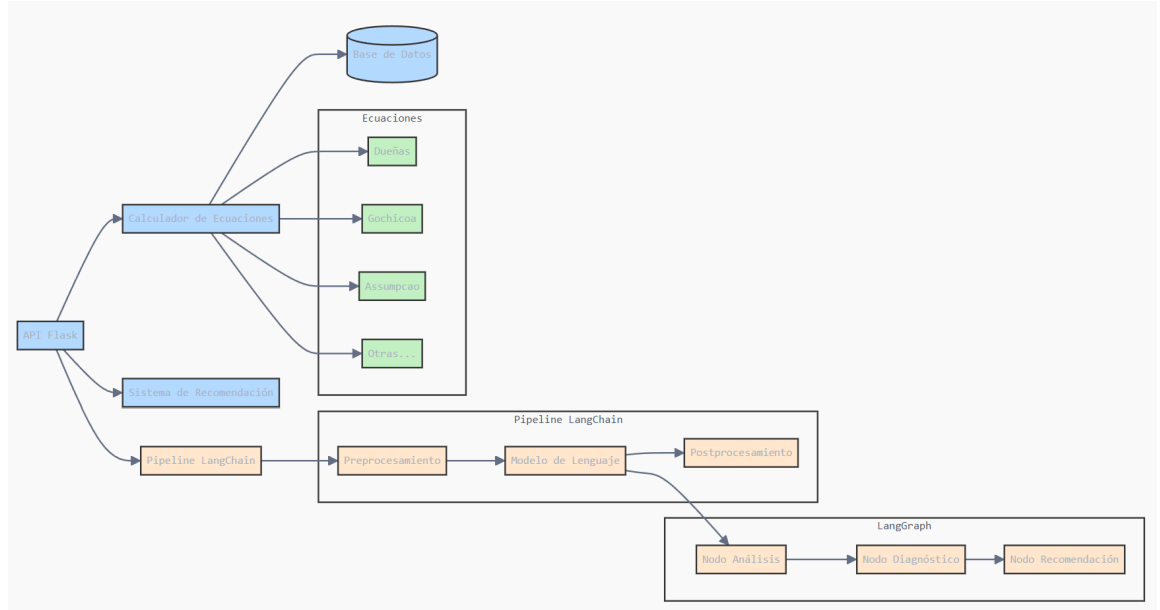 Base de Datos
Ecuaciones
Dueñas
Calculador de Ecuaciones
Gochicoa
Assumpcao
API Flask
Otras...
Sistema de Recomendación
Pipeline LangChain
Pipeline LangChain
Preprocesamiento
Modelo de Lenguaje
Postprocesamiento
LangGraph
Nodo Análisis
Nodo Diagnóstico
Nodo Recomendación